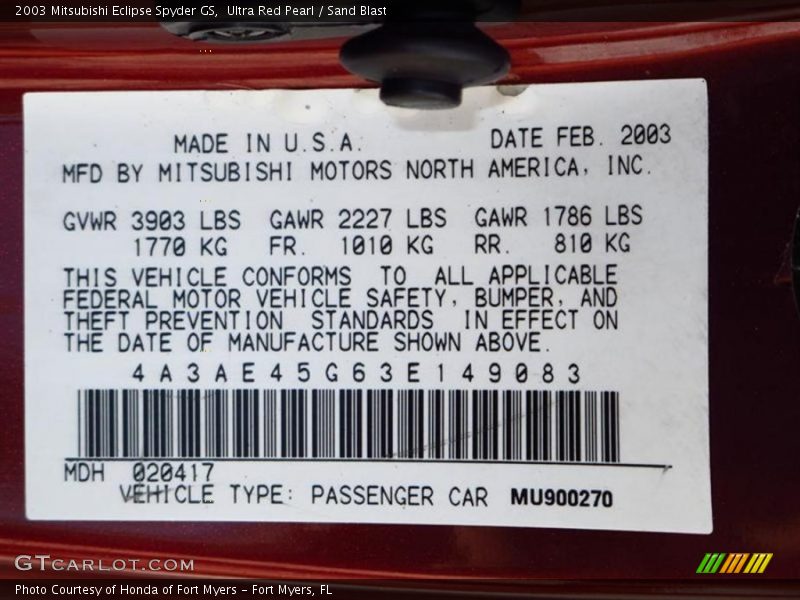 2003 Mitsubishi Eclipse Spyder GS,  Ultra Red Pearl / Sand Blast
MADE IN U.S.A.    DATE FEB. 2003
MFD BY MITSUBISHI MOTORS NORTH AMERICA, INC.
GVWR 3903 LBS  GAWR 2227 LBS  GAWR 1786 LBS
1770 KG  FR.  1010 KG  RR.  810 KG
THIS VEHICLE CONFORMS  TO  ALL APPLICABLE
FEDERAL MOTOR VEHICLE SAFETY, BUMPER, AND
THEFT PREVENTION  STANDARDS  IN EFFECT ON
THE DATE OF MANUFACTURE SHOWN ABOVE.
4A3AE45G63E149083
MDH  020417
VEHICLE TYPE: PASSENGER CAR  MU900270
GTCARLOT.COM
Photo Courtesy of Honda of Fort Myers – Fort Myers, FL